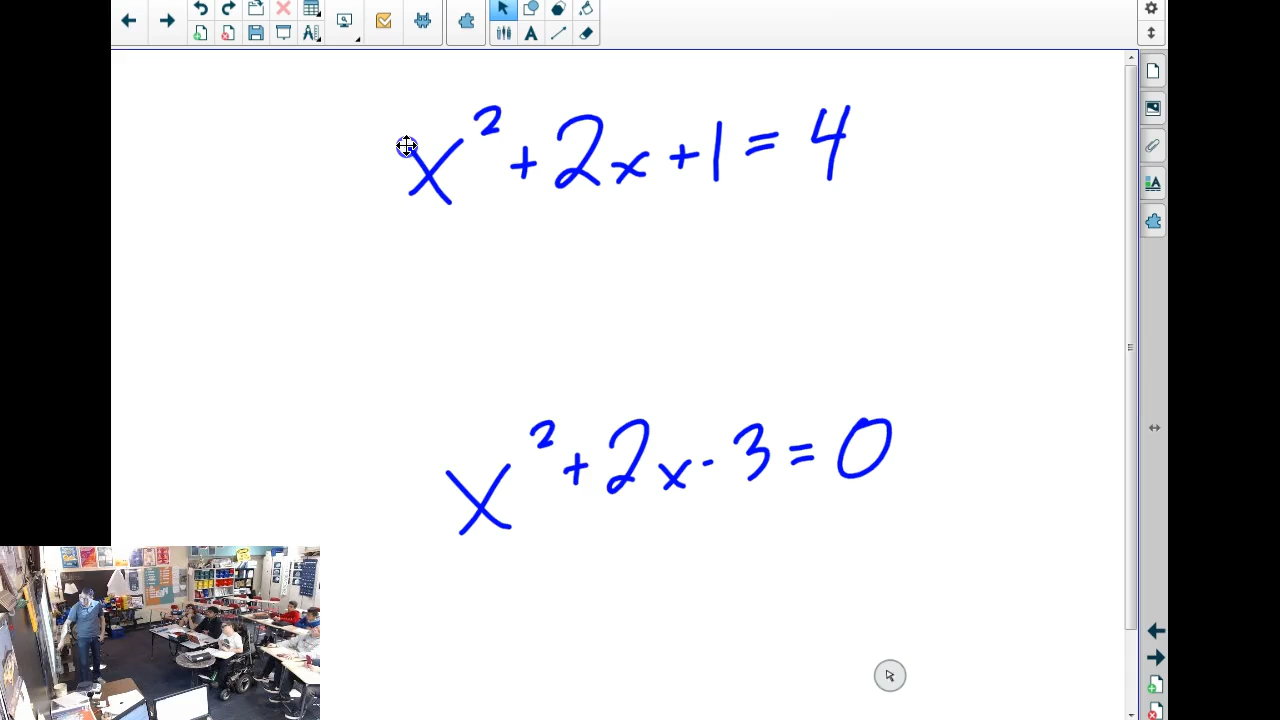 x² + 2x + 1 = 4
x² + 2x - 3 = 0